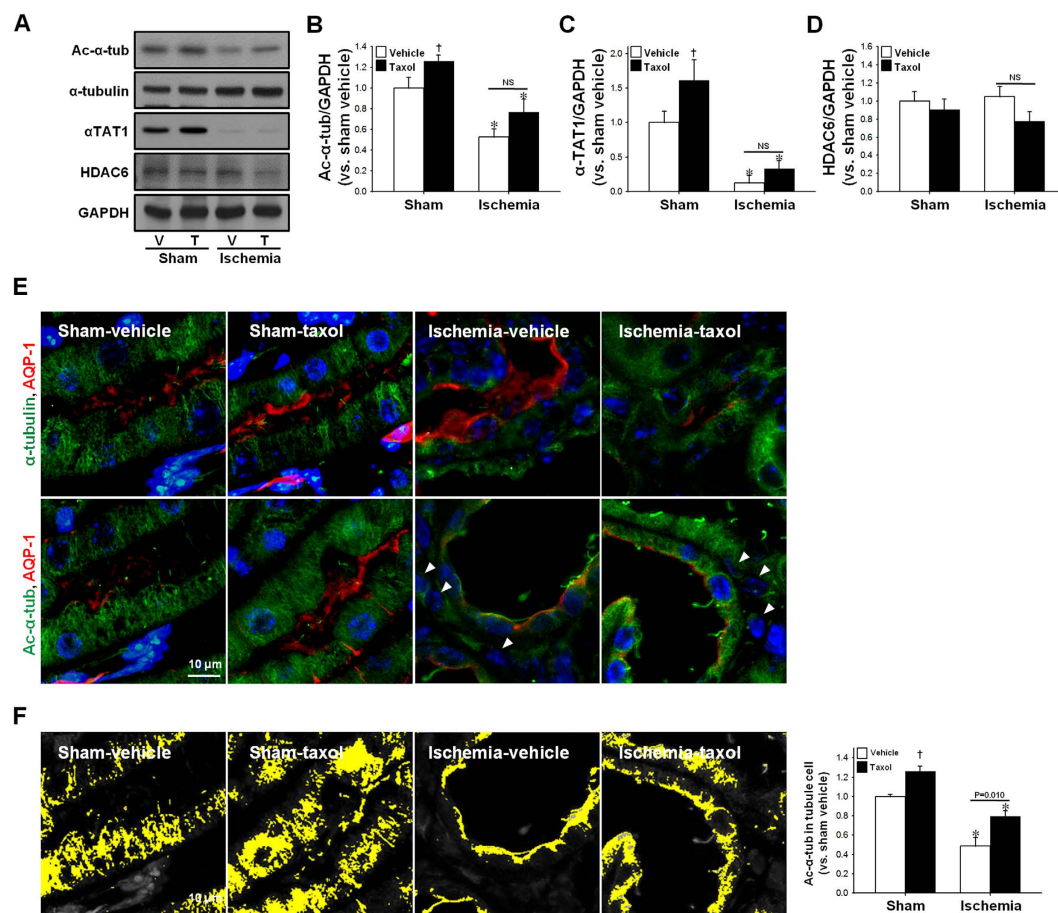 A
Ac-α-tub
α-tubulin
αTAT1
HDAC6
GAPDH
V T V T
Sham Ischemia
B
Ac-α-tub/GAPDH
(vs. sham vehicle)
1.4
1.2
1.0
0.8
0.6
0.4
0.2
0.0
Vehicle
Taxol
†
NS
*
*
Sham Ischemia
C
α-TAT1/GAPDH
(vs. sham vehicle)
2.0
1.5
1.0
0.5
0.0
Vehicle
Taxol
†
NS
*
*
Sham Ischemia
D
HDAC6/GAPDH
(vs. sham vehicle)
1.6
1.4
1.2
1.0
0.8
0.6
0.4
0.2
0.0
Vehicle
Taxol
NS
Sham Ischemia
E
α-tubulin, AQP-1
Sham-vehicle
Sham-taxol
Ischemia-vehicle
Ischemia-taxol
Ac-α-tub, AQP-1
10 μm
F
Sham-vehicle
Sham-taxol
Ischemia-vehicle
Ischemia-taxol
10 μm
Ac-α-tub in tubule cell
(vs. sham vehicle)
1.4
1.2
1.0
0.8
0.6
0.4
0.2
0.0
Vehicle
Taxol
†
P=0.010
*
*
Sham Ischemia